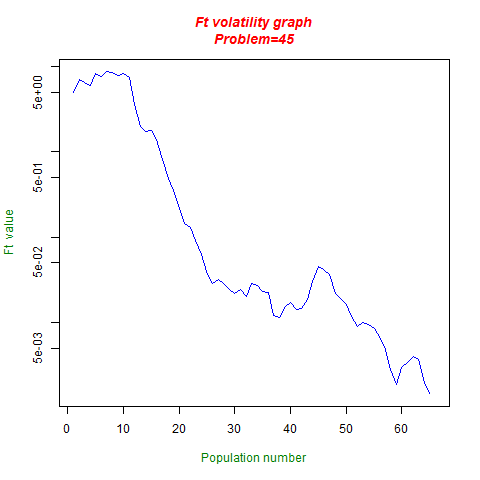 Ft volatility graph
Problem=45
5e+00
5e-01
5e-02
5e-03
Ft value
0 10 20 30 40 50 60
Population number